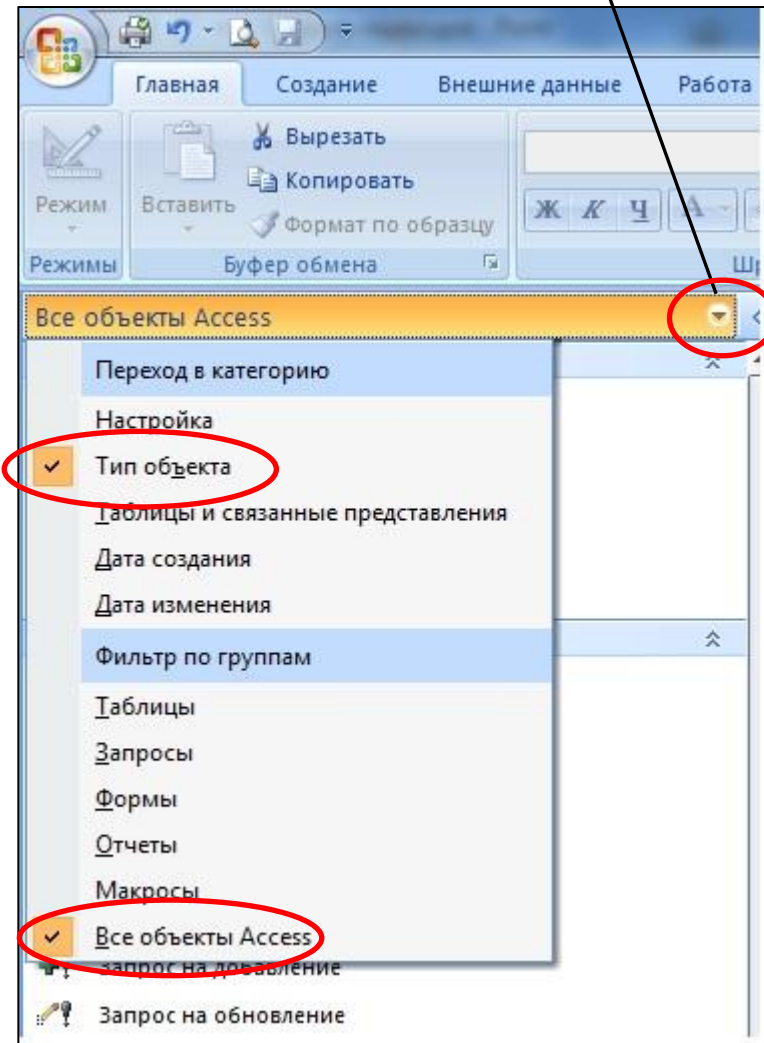 Главная Создание Внешние данные Работа
Вырезать
Копировать
Формат по образцу
Режим Вставить
Ж К Ч А
Режимы Буфер обмена
Все объекты Access
Переход в категорию
Настройка
Тип объекта
Таблицы и связанные представления
Дата создания
Дата изменения
Фильтр по группам
Таблицы
Запросы
Формы
Отчеты
Макросы
Все объекты Access
Запрос на добавление
Запрос на обновление